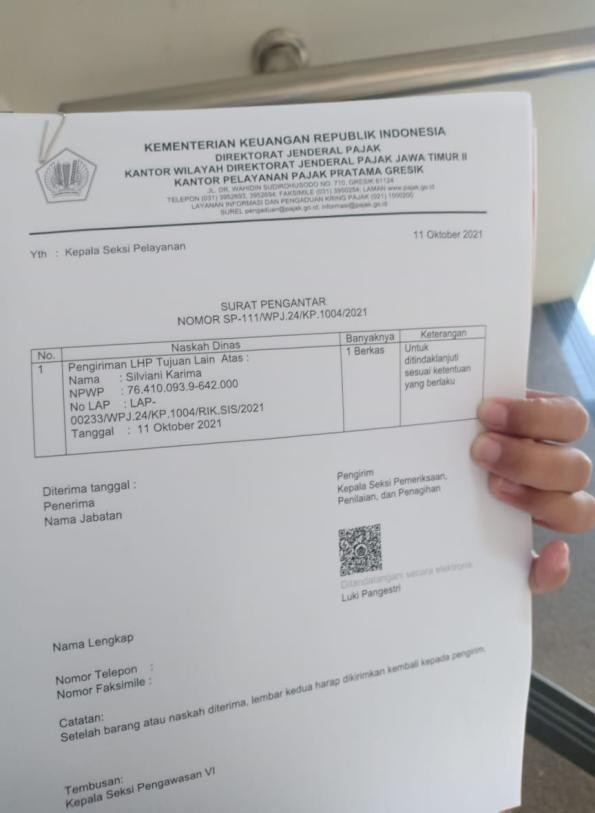 KEMENTERIAN KEUANGAN REPUBLIK INDONESIA
DIREKTORAT JENDERAL PAJAK
KANTOR WILAYAH DIREKTORAT JENDERAL PAJAK JAWA TIMUR II
KANTOR PELAYANAN PAJAK PRATAMA GRESIK
JL. DR. WAHIDIN SUDIROHUSODO NO. 710, GRESIK 61124
TELEPON (031) 3952693, 3952694, FAKSIMILE (031) 3950254, LAMAN www.pajak.go.id
LAYANAN INFORMASI DAN PENGADUAN KRING PAJAK (021) 1500200
SUREL pengaduan@pajak.go.id, informasi@pajak.go.id
11 Oktober 2021
Yth : Kepala Seksi Pelayanan
SURAT PENGANTAR
NOMOR SP-111/WPJ.24/KP.1004/2021
No. Naskah Dinas Banyaknya Keterangan
1 Pengiriman LHP Tujuan Lain Atas : 1 Berkas Untuk
Nama : Silviani Karima ditindaklanjuti
NPWP : 76.410.093.9-642.000 sesuai ketentuan
No LAP : LAP- yang berlaku
00233/WPJ.24/KP.1004/RIK.SIS/2021
Tanggal : 11 Oktober 2021
Diterima tanggal :
Penerima
Nama Jabatan
Pengirim
Kepala Seksi Pemeriksaan,
Penilaian, dan Penagihan
Ditandatangani secara elektronik
Luki Pangestri
Nama Lengkap
Nomor Telepon :
Nomor Faksimile :
Catatan:
Setelah barang atau naskah diterima, lembar kedua harap dikirimkan kembali kepada pengirim.
Tembusan:
Kepala Seksi Pengawasan VI